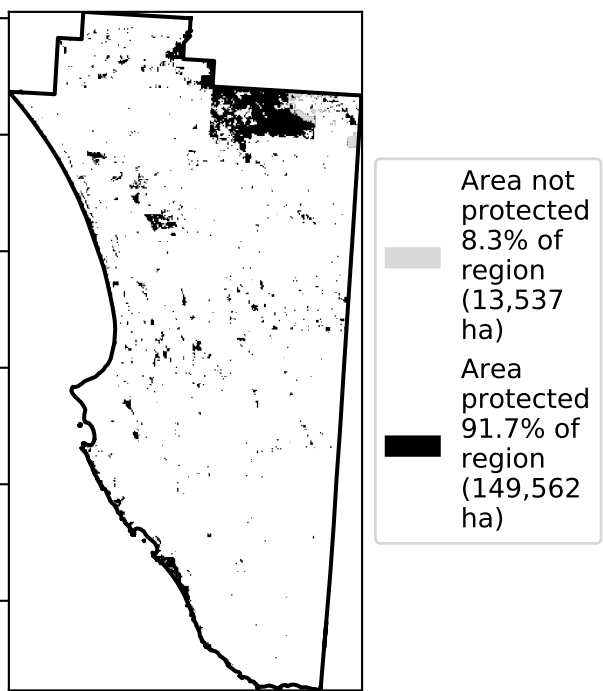 Area not
protected
8.3% of
region
(13,537
ha)
Area
protected
91.7% of
region
(149,562
ha)